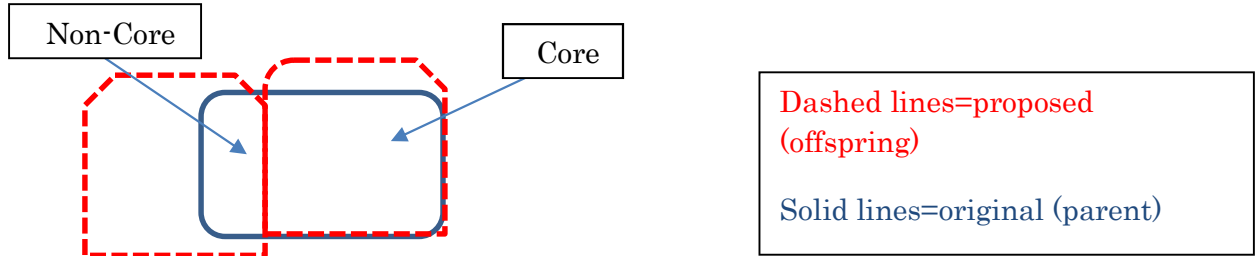 Non-Core
Core
Dashed lines=proposed
(offspring)
Solid lines=original (parent)